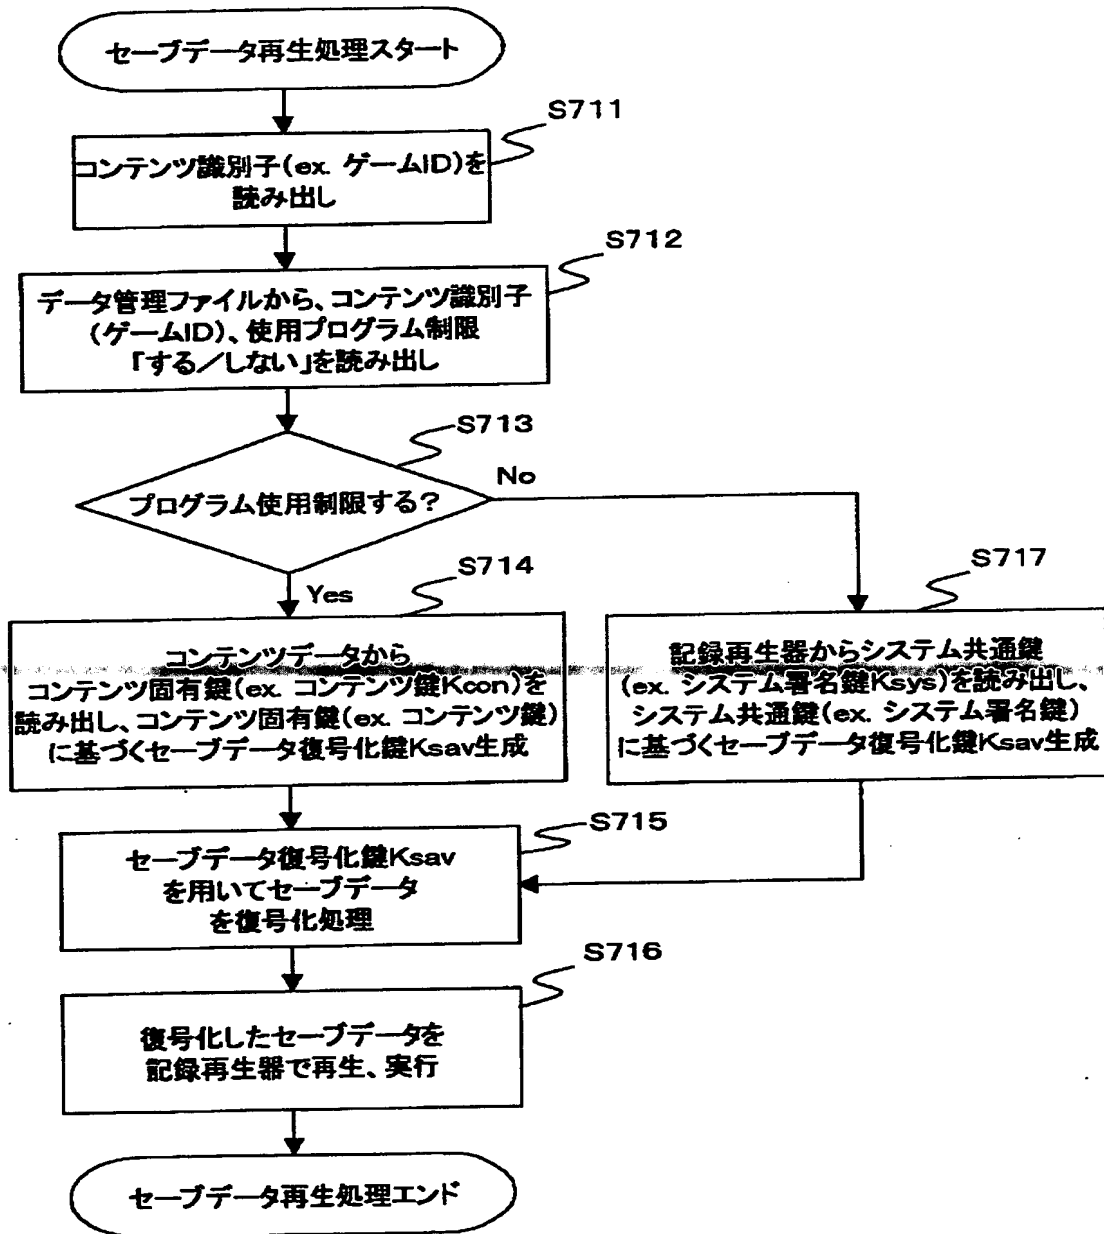 セーブデータ再生処理スタート
S711
コンテンツ識別子(ex. ゲームID)を
読み出し
S712
データ管理ファイルから、コンテンツ識別子
(ゲームID)、使用プログラム制限
「する/しない」を読み出し
S713
プログラム使用制限する?
No
Yes
S714
コンテンツデータから
コンテンツ固有鍵(ex. コンテンツ鍵Kcon)を
読み出し、コンテンツ固有鍵(ex. コンテンツ鍵)
に基づくセーブデータ復号化鍵Ksav生成
S717
記録再生器からシステム共通鍵
(ex. システム署名鍵Ksys)を読み出し、
システム共通鍵(ex. システム署名鍵)
に基づくセーブデータ復号化鍵Ksav生成
S715
セーブデータ復号化鍵Ksav
を用いてセーブデータ
を復号化処理
S716
復号化したセーブデータを
記録再生器で再生、実行
セーブデータ再生処理エンド